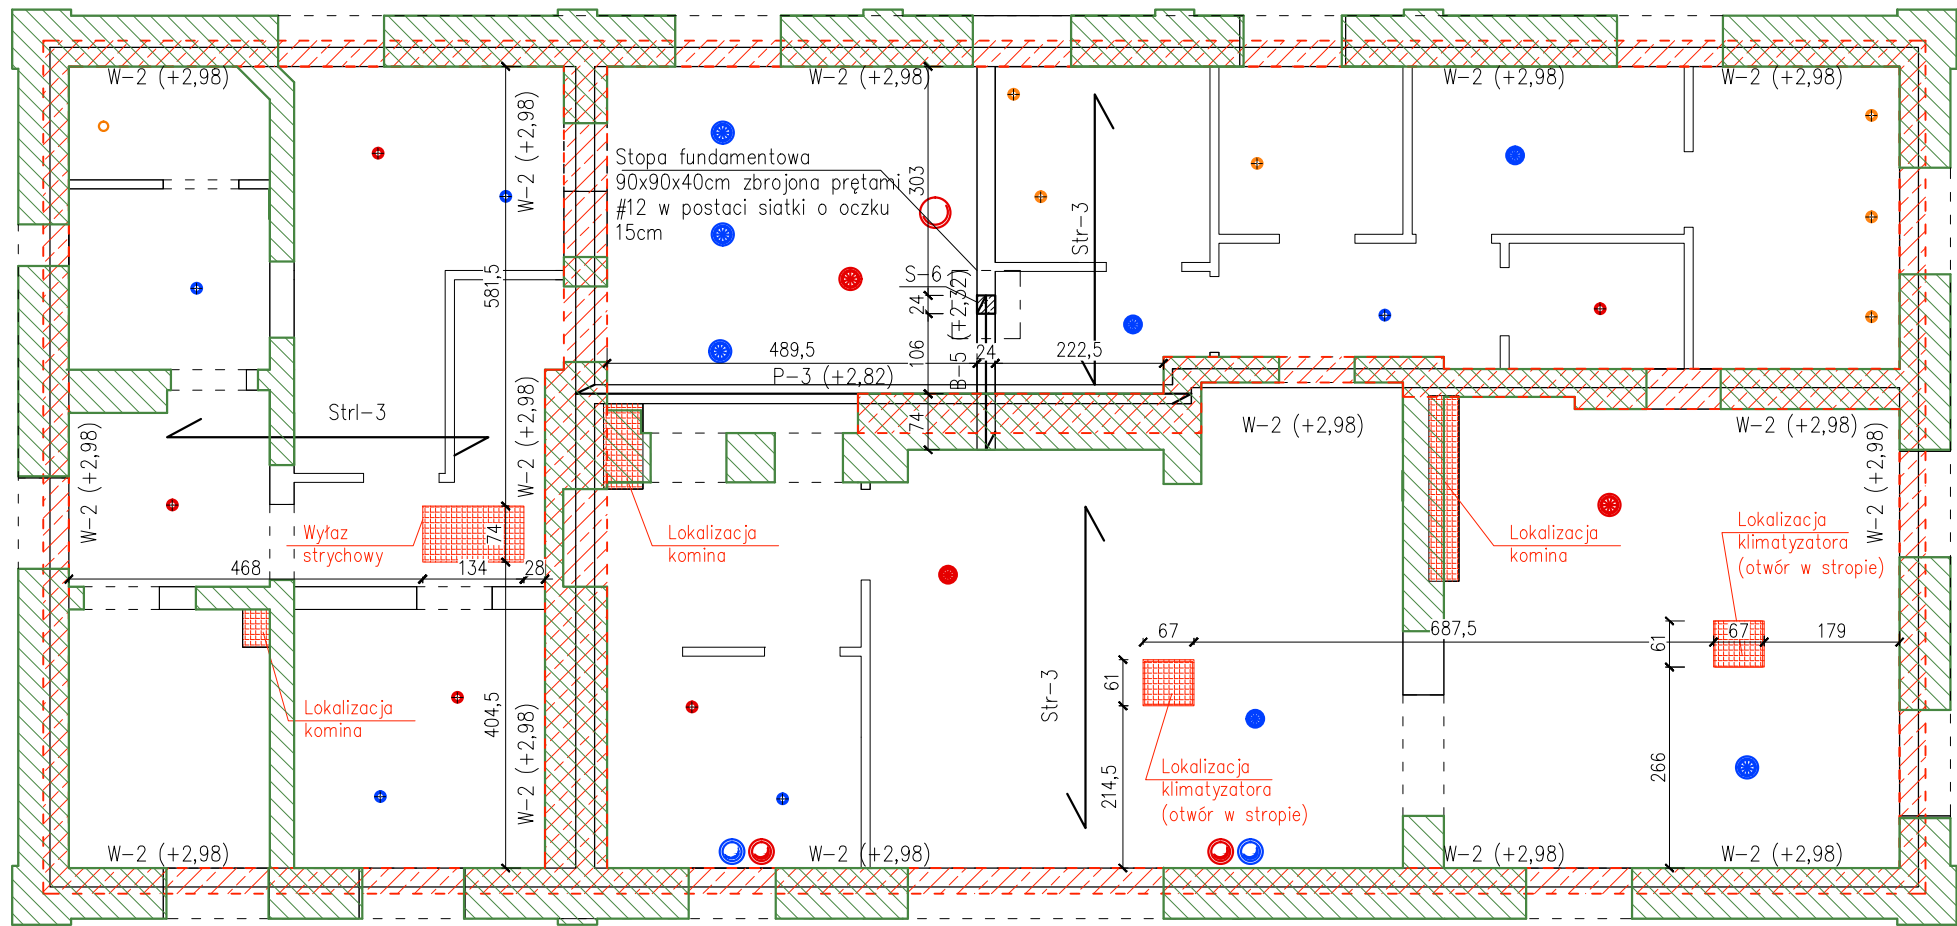 W-2 (+2,98)
W-2 (+2,98)
W-2 (+2,98)
W-2 (+2,98)
W-2 (+2,98)
Stopa fundamentowa
90x90x40cm zbrojona prętami
#12 w postaci siatki o oczku
15cm
303
Str-3
581,5
S-6
24
B-5 (+2,32)
106
489,5
24
222,5
P-3 (+2,82)
Strl-3
74
W-2 (+2,98)
W-2 (+2,98)
W-2 (+2,98)
W-2 (+2,98)
W-2 (+2,98)
Wyłaz
strychowy
74
Lokalizacja
komina
Lokalizacja
komina
Lokalizacja
klimatyzatora
(otwór w stropie)
468
134
28
67
687,5
61
67
179
61
Str-3
Lokalizacja
komina
404,5
W-2 (+2,98)
214,5
Lokalizacja
klimatyzatora
(otwór w stropie)
266
W-2 (+2,98)
W-2 (+2,98)
W-2 (+2,98)
W-2 (+2,98)